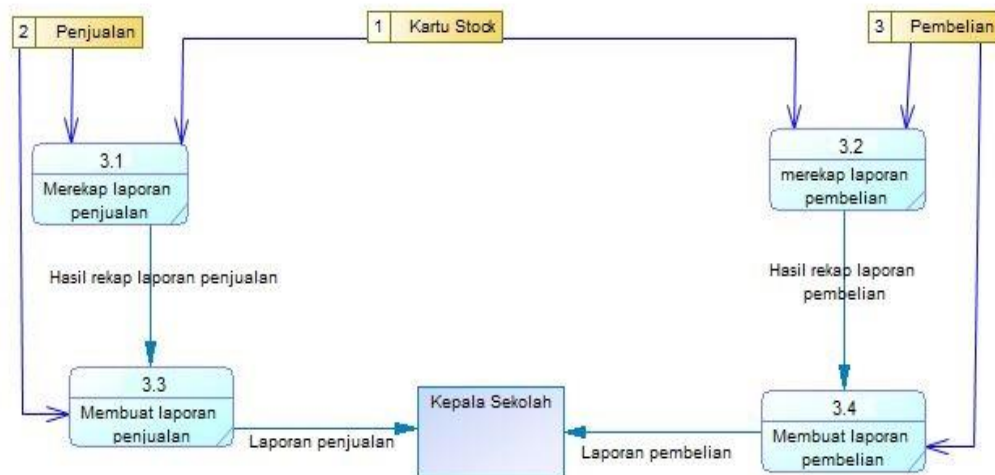 2 Penjualan
1 Kartu Stock
3 Pembelian
3.1
Merekap laporan
penjualan
3.2
merekap laporan
pembelian
Hasil rekap laporan penjualan
Hasil rekap laporan
pembelian
3.3
Membuat laporan
penjualan
Laporan penjualan
Kepala Sekolah
Laporan pembelian
3.4
Membuat laporan
pembelian